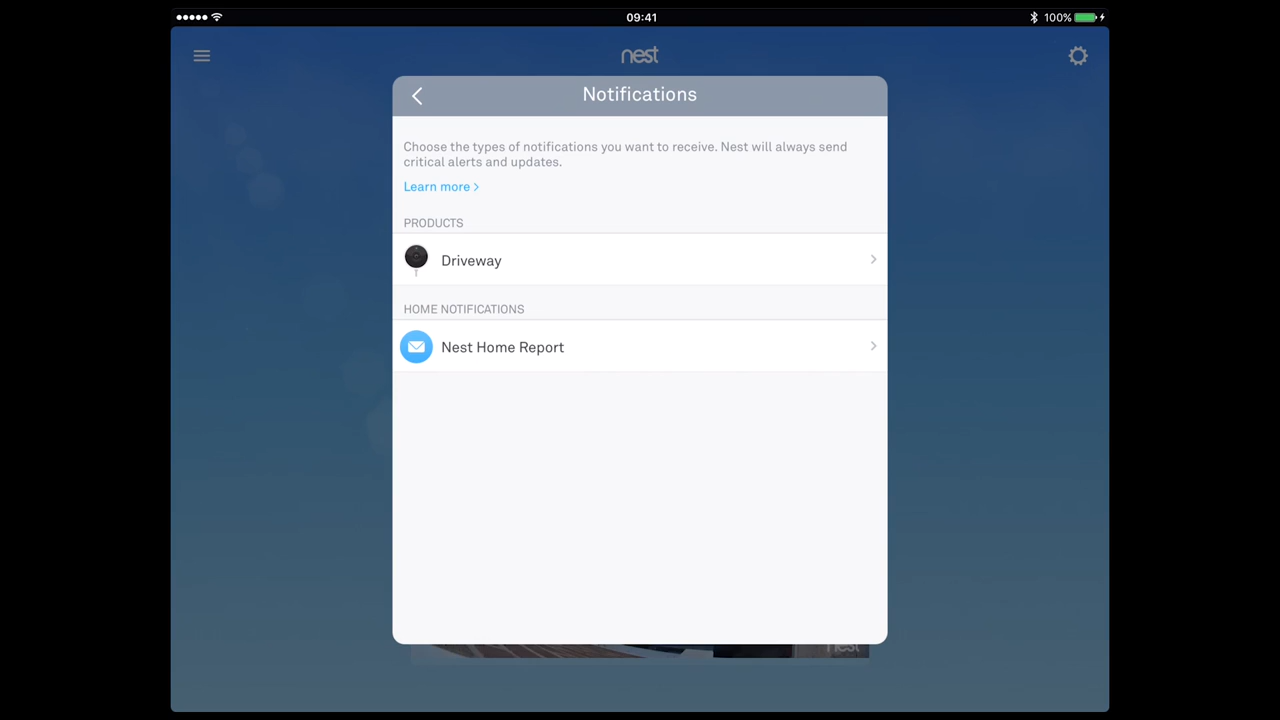 09:41
100%
nest
Notifications
Choose the types of notifications you want to receive. Nest will always send
critical alerts and updates.
Learn more >
PRODUCTS
Driveway
HOME NOTIFICATIONS
Nest Home Report
nest